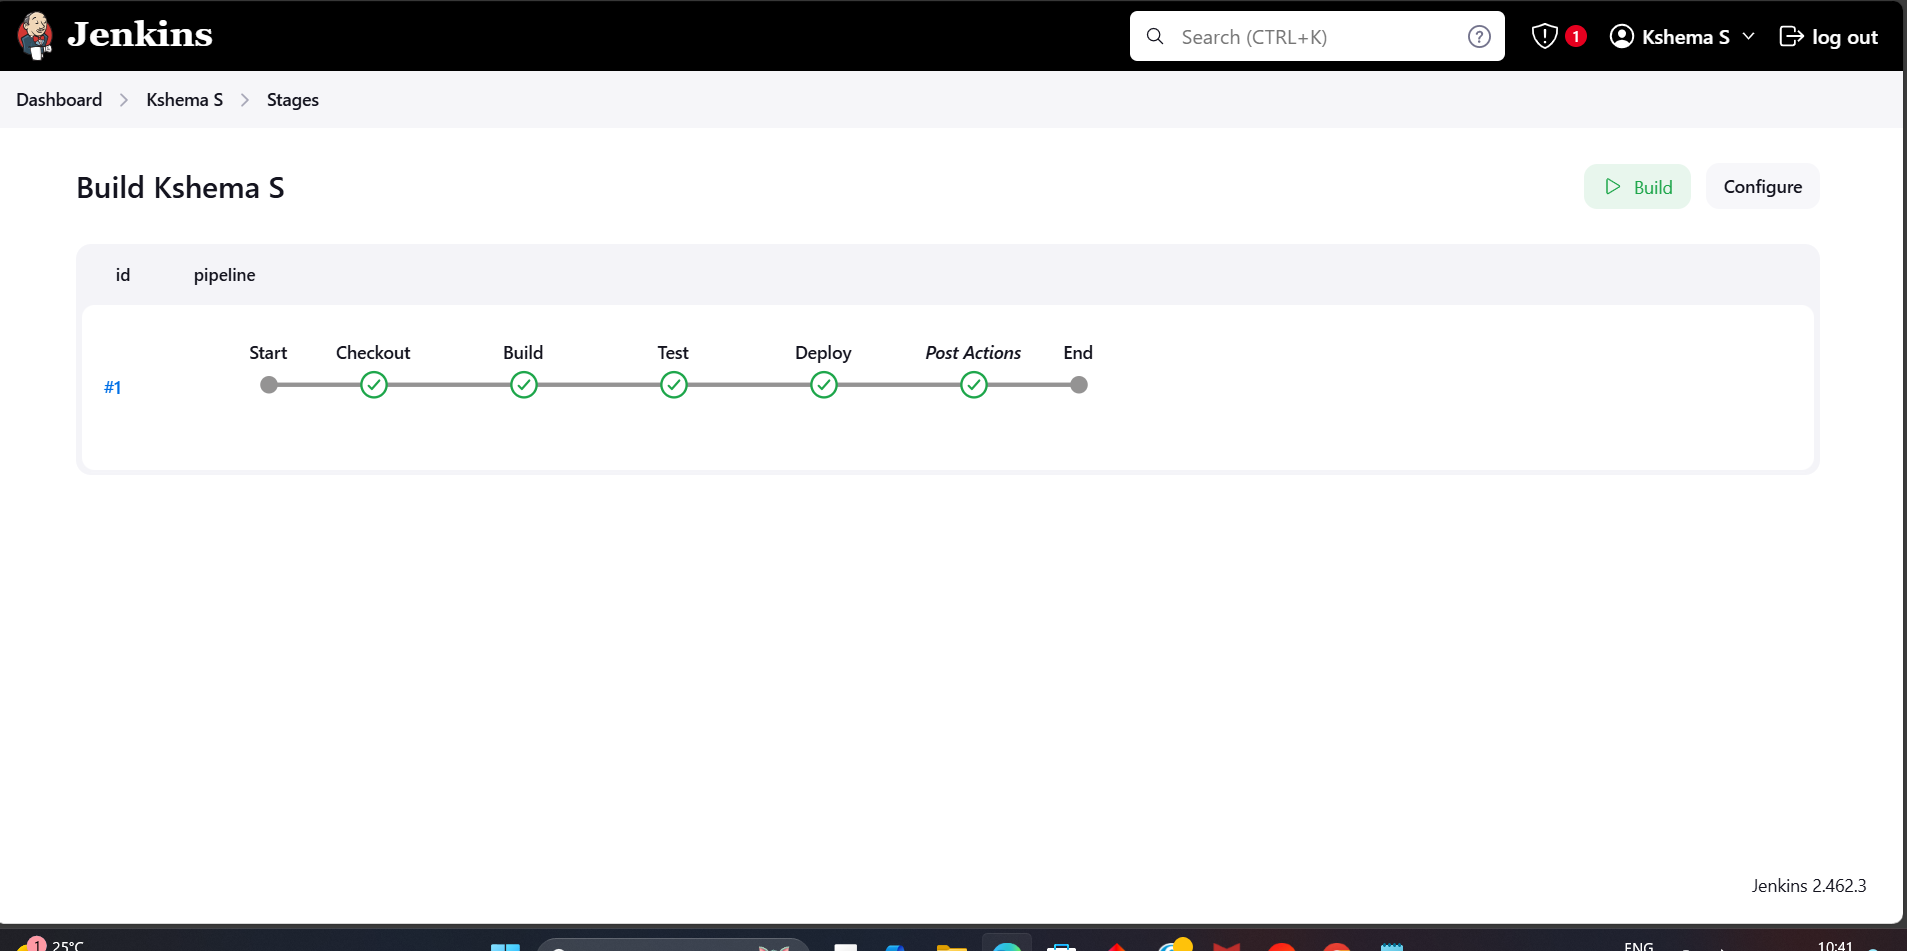 Jenkins
Search (CTRL+K)
?
1
Kshema S
log out
Dashboard
Kshema S
Stages
Build Kshema S
Build
Configure
id
pipeline
Start
Checkout
Build
Test
Deploy
Post Actions
End
#1
Jenkins 2.462.3
1
25°C
ENG
10:41